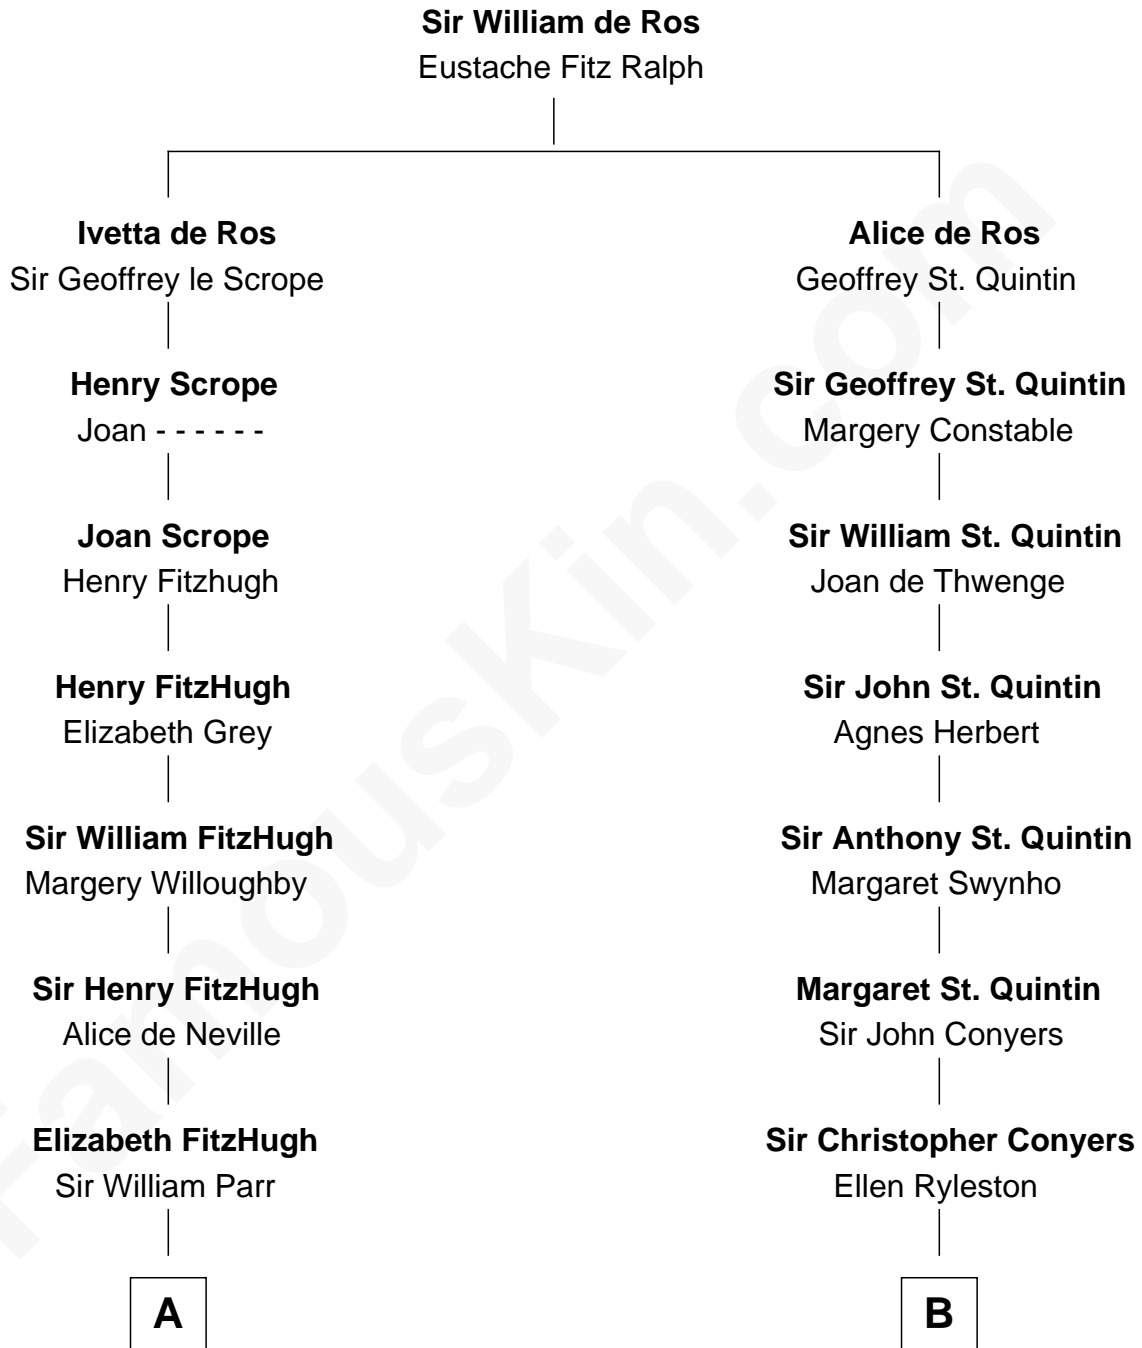 Sir William de Ros
Eustache Fitz Ralph
Ivetta de Ros
Sir Geoffrey le Scrope
Alice de Ros
Geoffrey St. Quintin
Henry Scrope
Joan - - - - - -
Sir Geoffrey St. Quintin
Margery Constable
Joan Scrope
Henry Fitzhugh
Sir William St. Quintin
Joan de Thwenge
Henry FitzHugh
Elizabeth Grey
Sir John St. Quintin
Agnes Herbert
Sir William FitzHugh
Margery Willoughby
Sir Anthony St. Quintin
Margaret Swynho
Sir Henry FitzHugh
Alice de Neville
Margaret St. Quintin
Sir John Conyers
Elizabeth FitzHugh
Sir William Parr
Sir Christopher Conyers
Ellen Ryleston
A
B
FamousKin.com